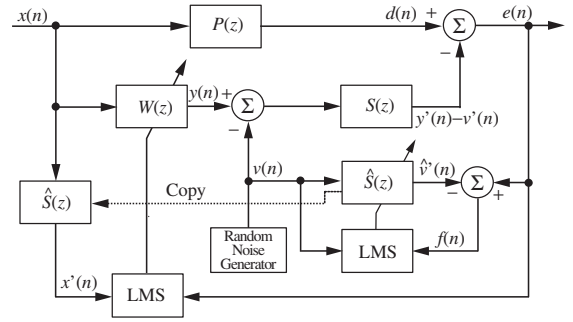 x(n)
P(z)
d(n) +
Σ
e(n)
−
W(z)
y(n) +
Σ
−
S(z)
y'(n)−v'(n)
v(n)
Ŝ(z)
v̂'(n)
Σ
−
+
Ŝ(z)
Copy
Random
Noise
Generator
LMS
f(n)
x'(n)
LMS